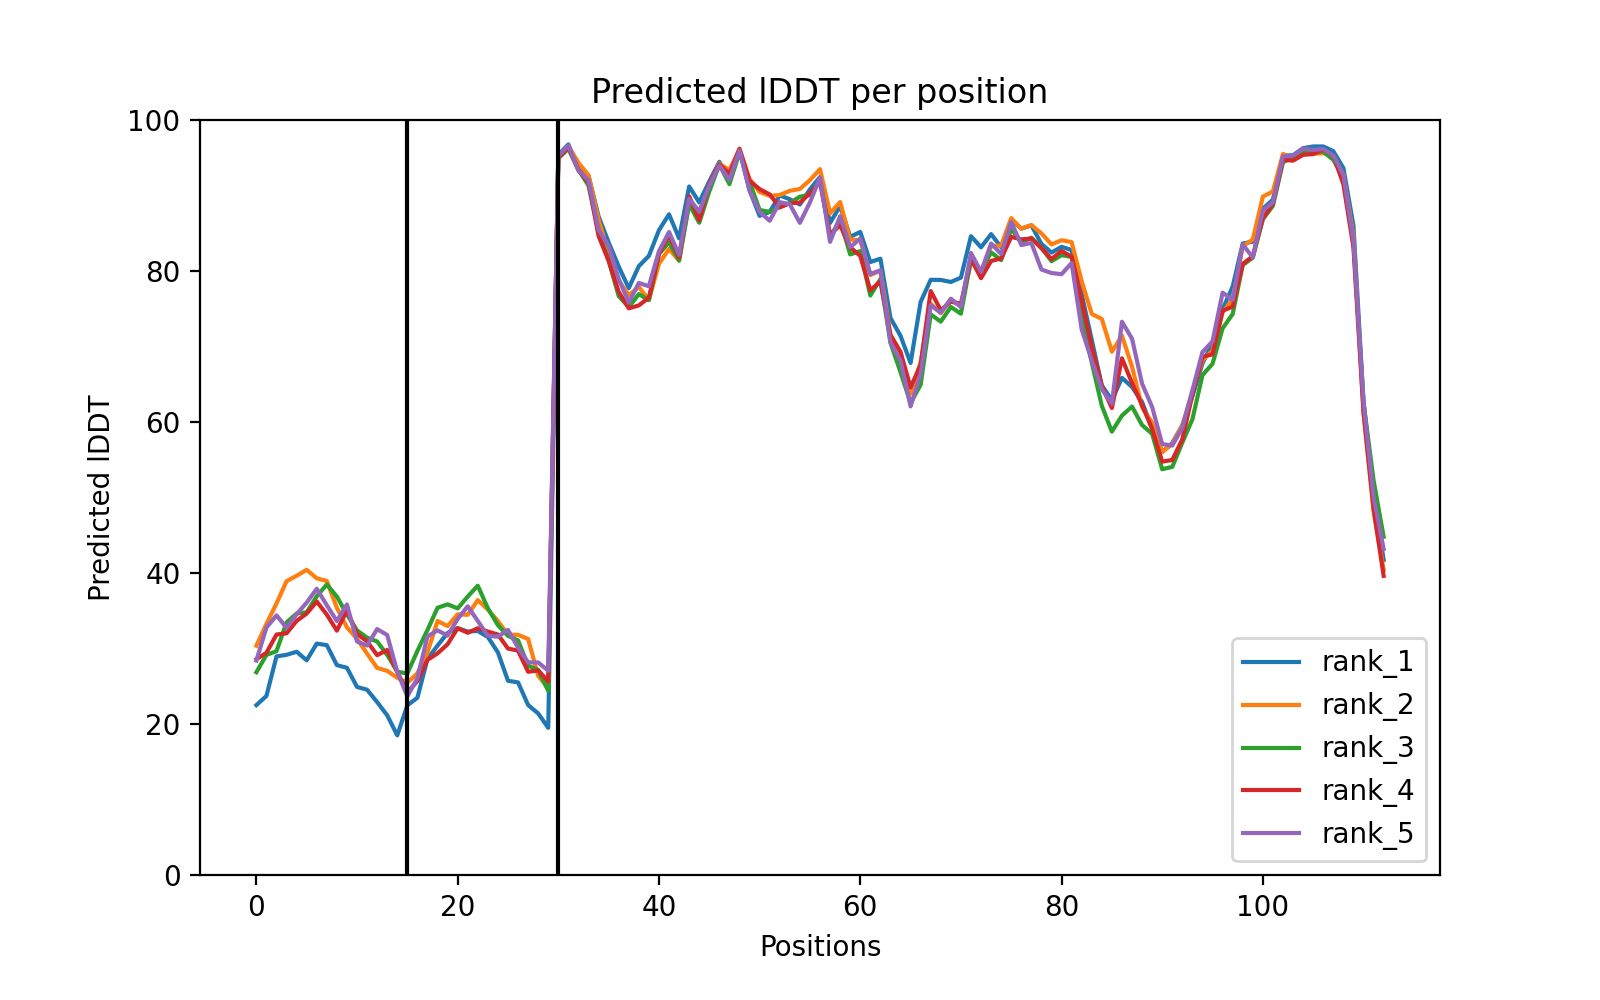 Predicted lDDT per position
100
80
60
40
20
0
Predicted lDDT
0 20 40 60 80 100
Positions
rank_1
rank_2
rank_3
rank_4
rank_5